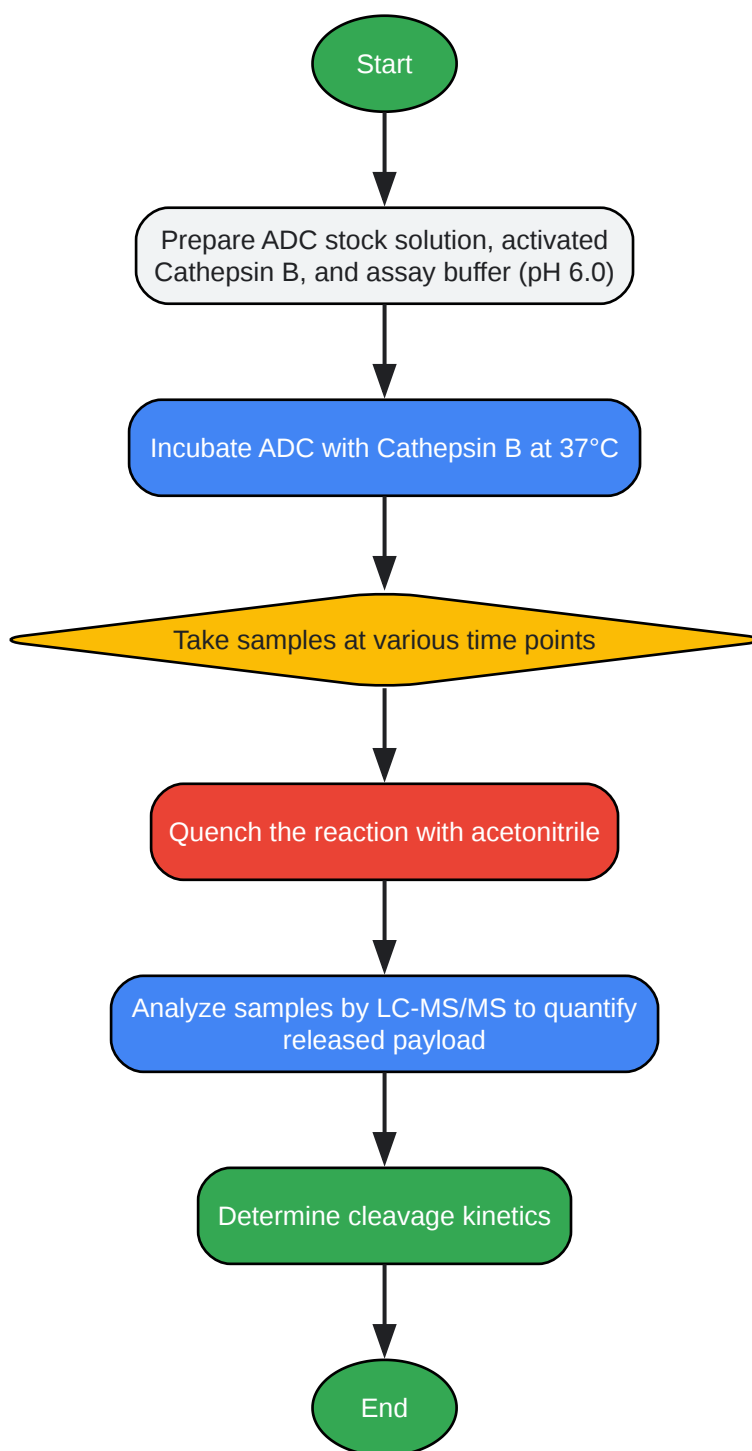 Start
Prepare ADC stock solution, activated
Cathepsin B, and assay buffer (pH 6.0)
Incubate ADC with Cathepsin B at 37°C
Take samples at various time points
Quench the reaction with acetonitrile
Analyze samples by LC-MS/MS to quantify
released payload
Determine cleavage kinetics
End